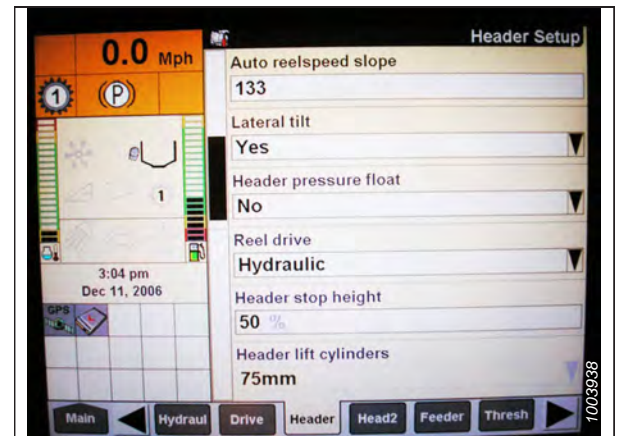 0.0 Mph
Header Setup
1
(P)
1
3:04 pm
Dec 11, 2006
GPS
Auto reelspeed slope
133
Lateral tilt
Yes
Header pressure float
No
Reel drive
Hydraulic
Header stop height
50 %
Header lift cylinders
75mm
Main
Hydraul
Drive
Header
Head2
Feeder
Thresh
1003938